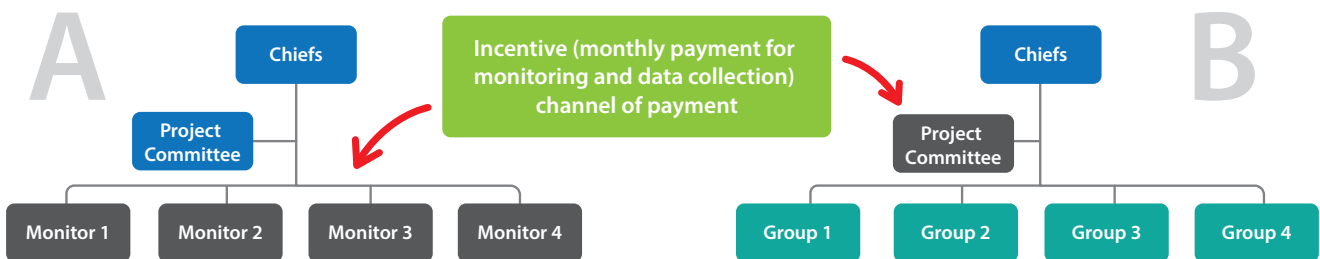 A
Chiefs
Project
Committee
Monitor 1
Monitor 2
Monitor 3
Monitor 4
Incentive (monthly payment for
monitoring and data collection)
channel of payment
B
Chiefs
Project
Committee
Group 1
Group 2
Group 3
Group 4